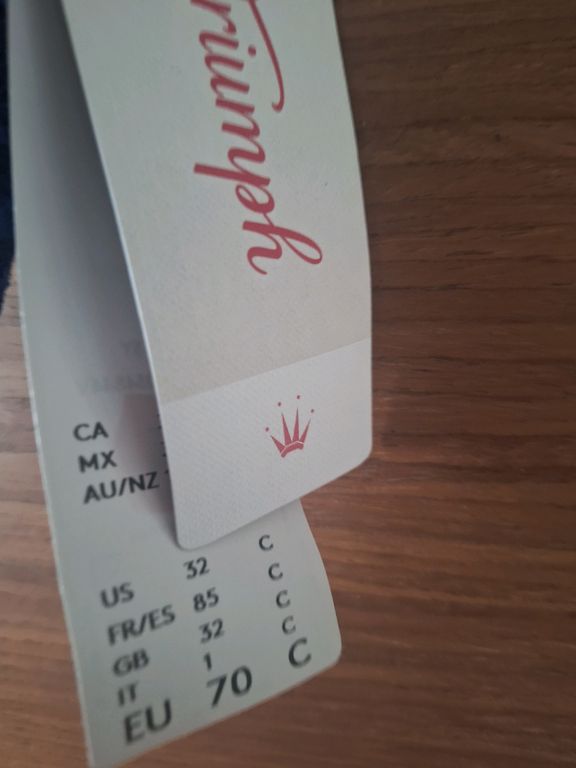 Triumph
CA
MX
AU/NZ
US 32 C
FR/ES 85 C
GB 32 C
IT 1 C
EU 70 C